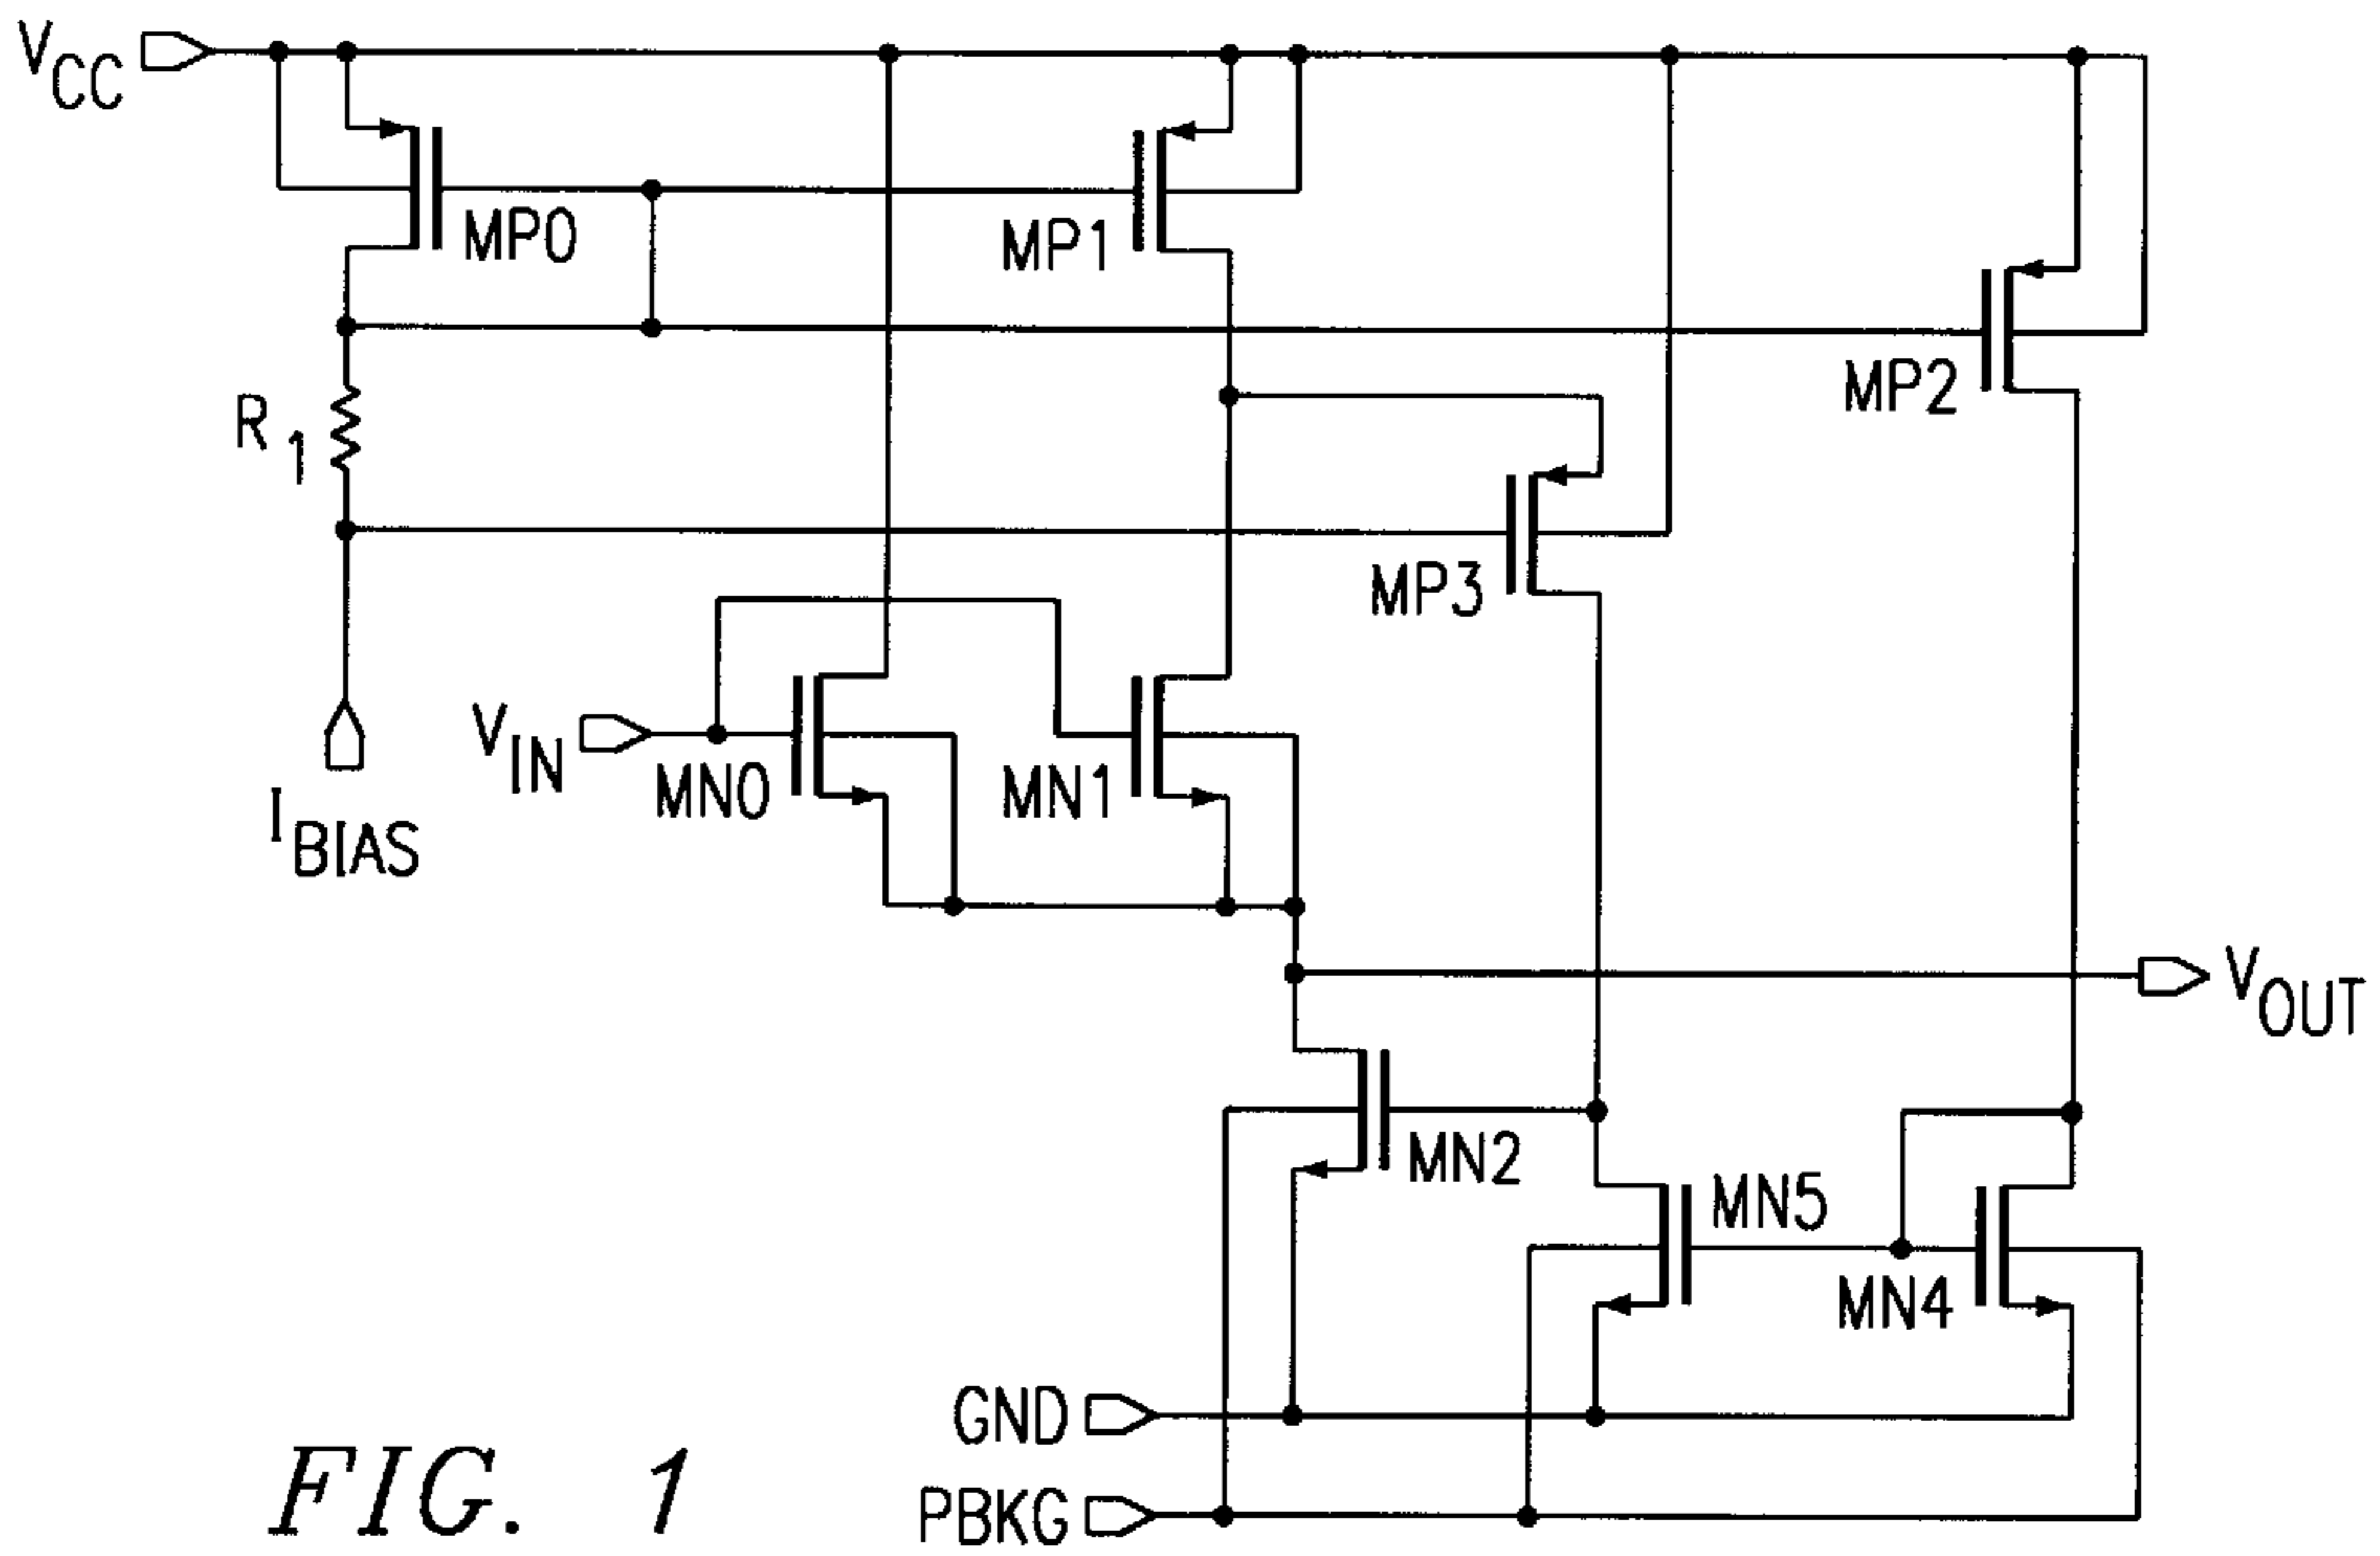 VCC
MP0
MP1
MP2
R1
MP3
VIN
MN0
MN1
IBIAS
VOUT
MN2
MN5
MN4
GND
PBKG
FIG. 1